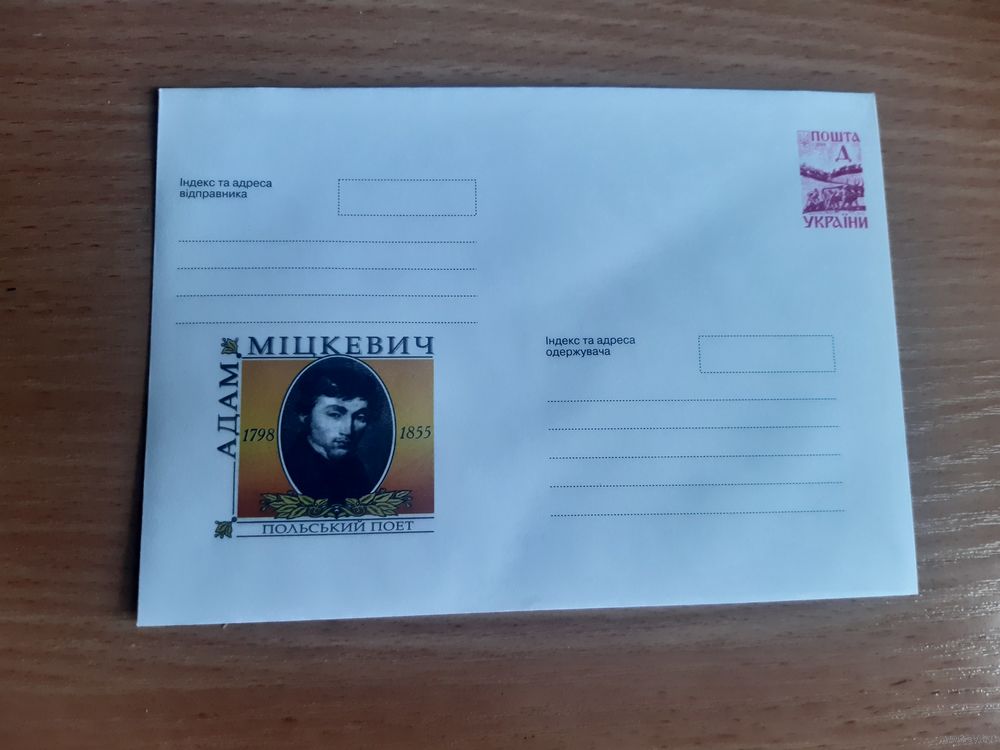 ПОШТА
Д
УКРАЇНИ
Індекс та адреса
відправника
АДАМ
МІЦКЕВИЧ
1798
1855
ПОЛЬСЬКИЙ ПОЕТ
Індекс та адреса
одержувача